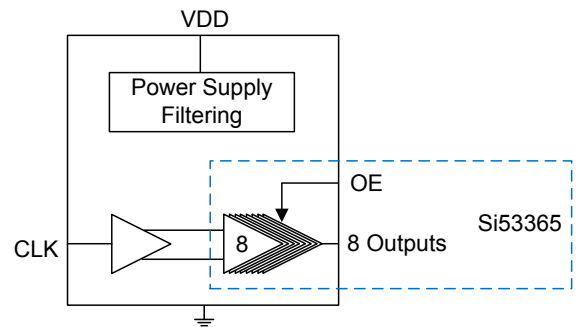 VDD
Power Supply
Filtering
OE
Si53365
CLK
8
8 Outputs